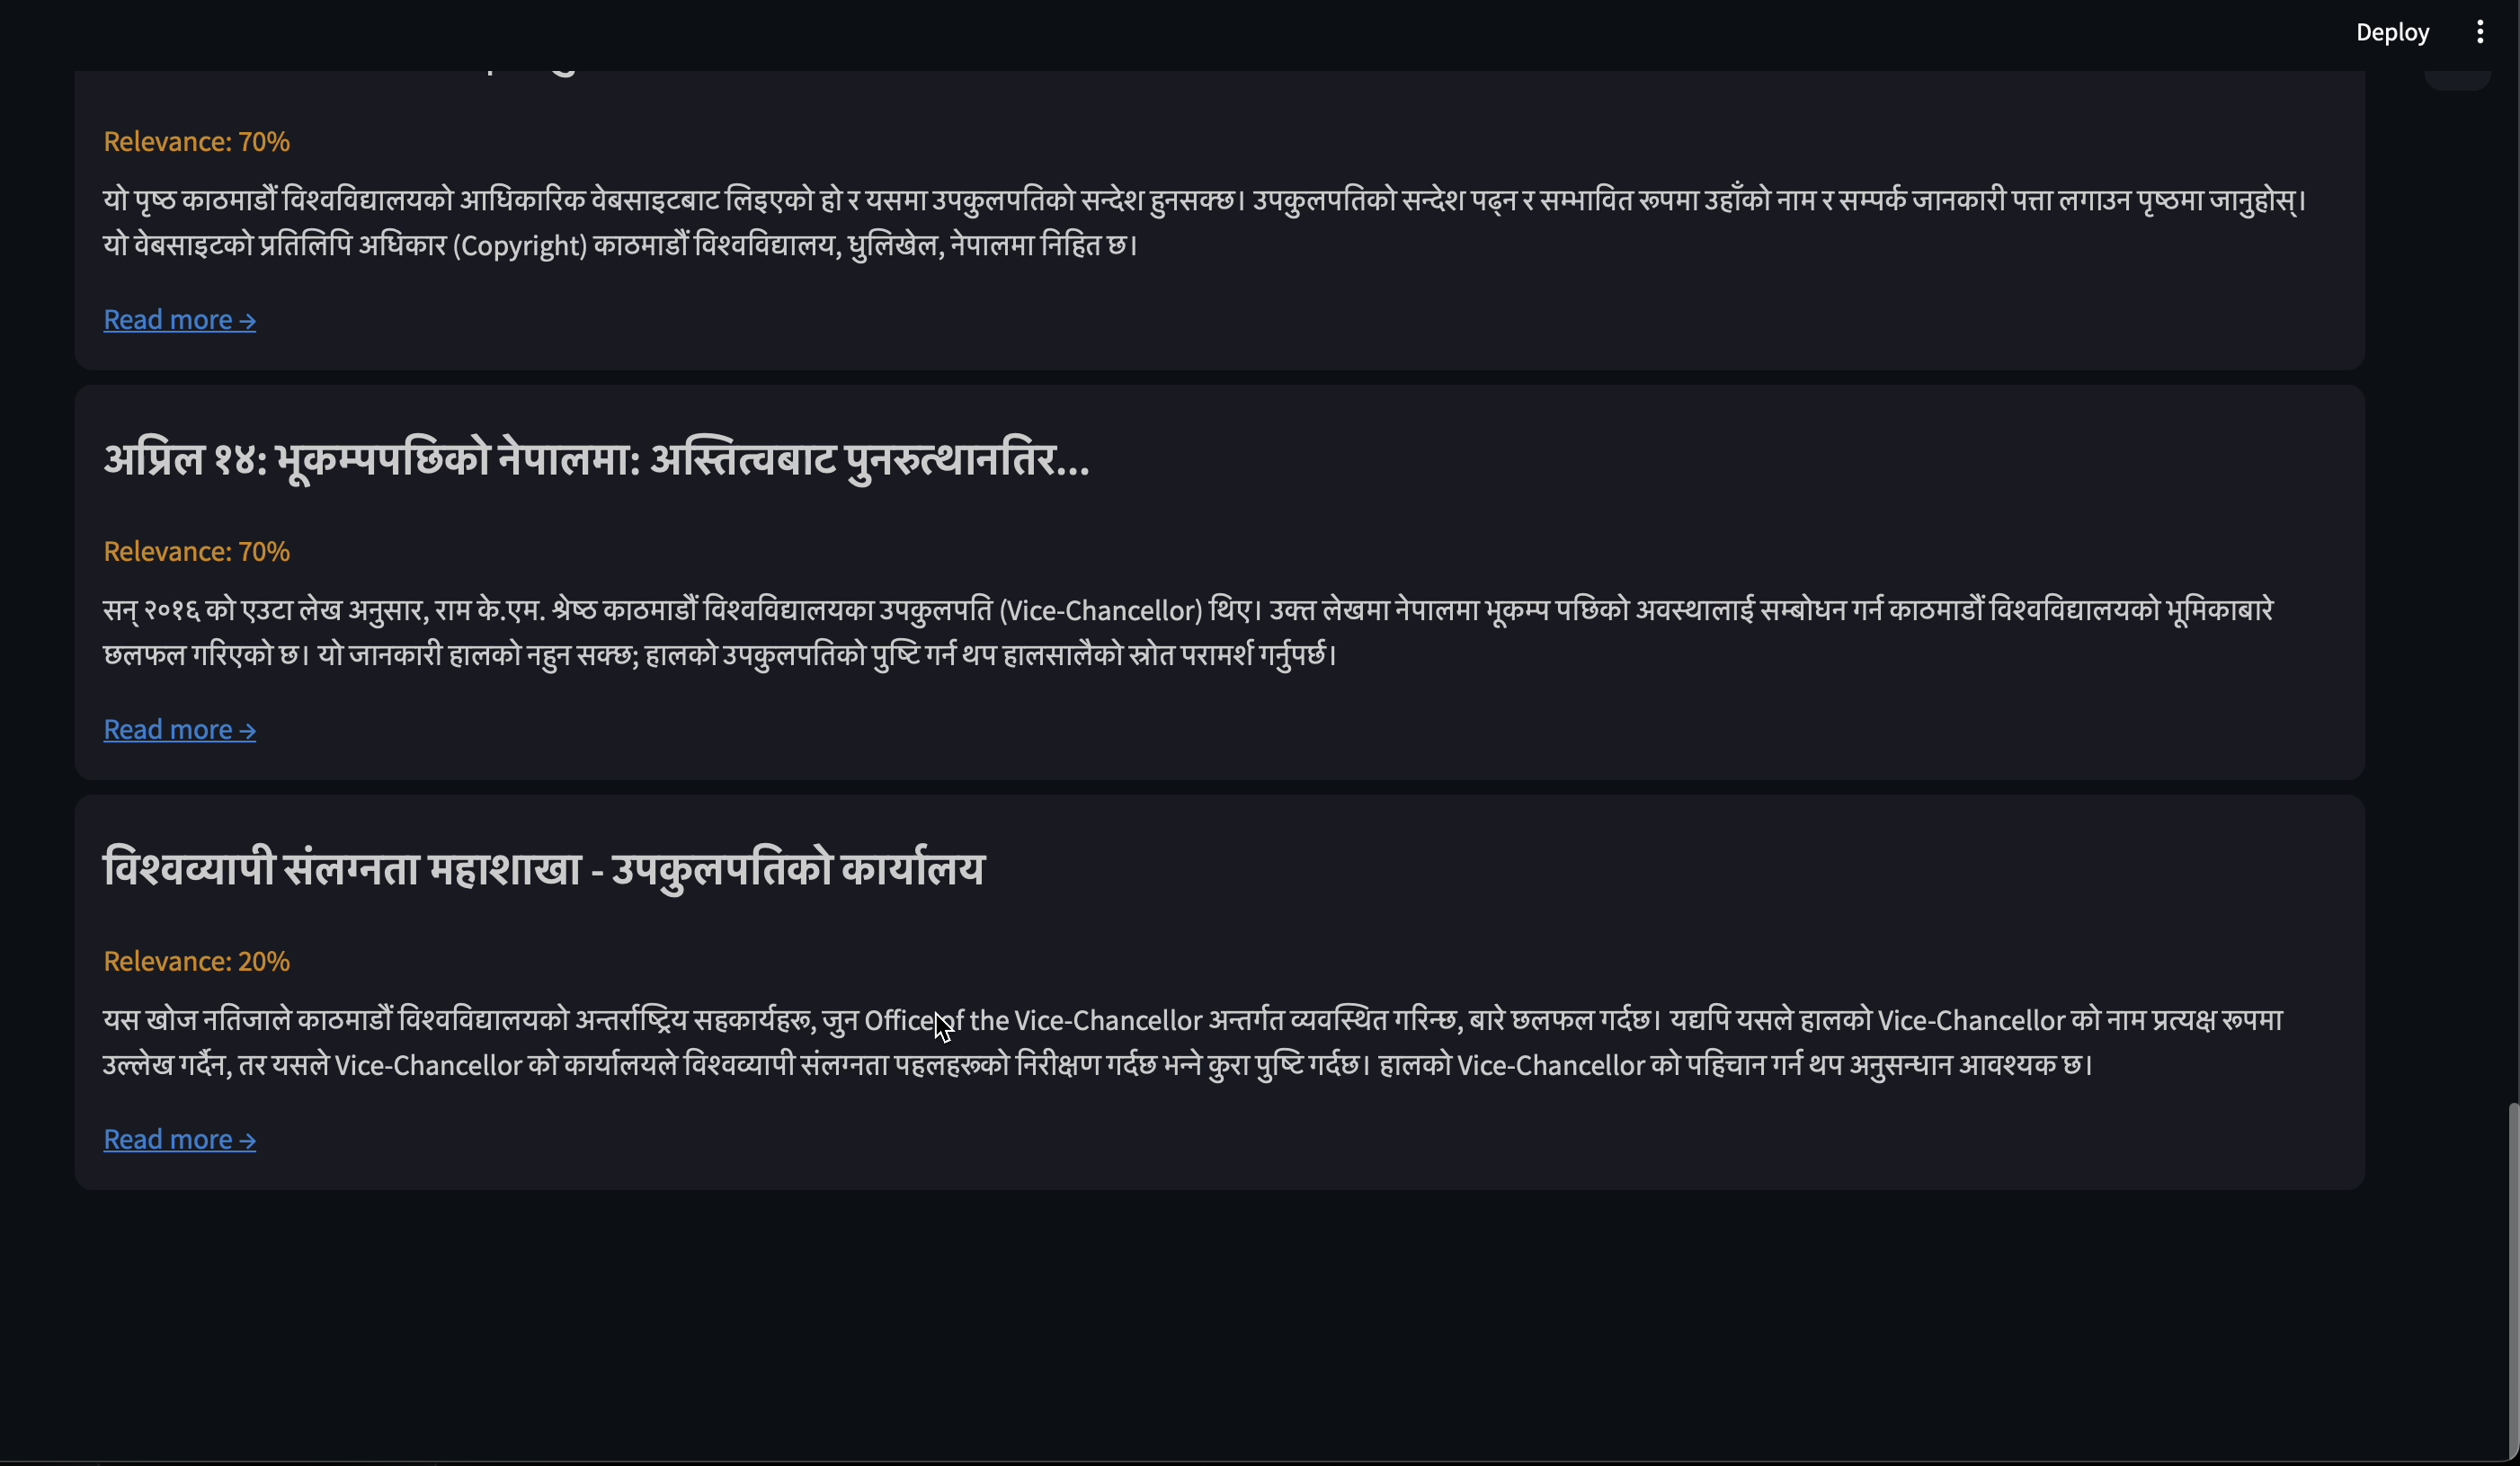 Deploy
Relevance: 70%
यो पृष्ठ काठमाडौं विश्वविद्यालयको आधिकारिक वेबसाइटबाट लिइएको हो र यसमा उपकुलपतिको सन्देश हुनसक्छ। उपकुलपतिको सन्देश पढ्न र सम्भावित रूपमा उहाँको नाम र सम्पर्क जानकारी पत्ता लगाउन पृष्ठमा जानुहोस्।
यो वेबसाइटको प्रतिलिपि अधिकार (Copyright) काठमाडौं विश्वविद्यालय, धुलिखेल, नेपालमा निहित छ।
Read more →
अप्रिल १४: भूकम्पपछिको नेपालमा: अस्तित्वबाट पुनरुत्थानतिर...
Relevance: 70%
सन् २०१६ को एउटा लेख अनुसार, राम के.एम. श्रेष्ठ काठमाडौं विश्वविद्यालयका उपकुलपति (Vice-Chancellor) थिए। उक्त लेखमा नेपालमा भूकम्प पछिको अवस्थालाई सम्बोधन गर्न काठमाडौं विश्वविद्यालयको भूमिकाबारे
छलफल गरिएको छ। यो जानकारी हालको नहुन सक्छ; हालको उपकुलपतिको पुष्टि गर्न थप हालसालैको स्रोत परामर्श गर्नुपर्छ।
Read more →
विश्वव्यापी संलग्नता महाशाखा - उपकुलपतिको कार्यालय
Relevance: 20%
यस खोज नतिजाले काठमाडौं विश्वविद्यालयको अन्तर्राष्ट्रिय सहकार्यहरू, जुन Office of the Vice-Chancellor अन्तर्गत व्यवस्थित गरिन्छ, बारे छलफल गर्दछ। यद्यपि यसले हालको Vice-Chancellor को नाम प्रत्यक्ष रूपमा
उल्लेख गर्दैन, तर यसले Vice-Chancellor को कार्यालयले विश्वव्यापी संलग्नता पहलहरूको निरीक्षण गर्दछ भन्ने कुरा पुष्टि गर्दछ। हालको Vice-Chancellor को पहिचान गर्न थप अनुसन्धान आवश्यक छ।
Read more →